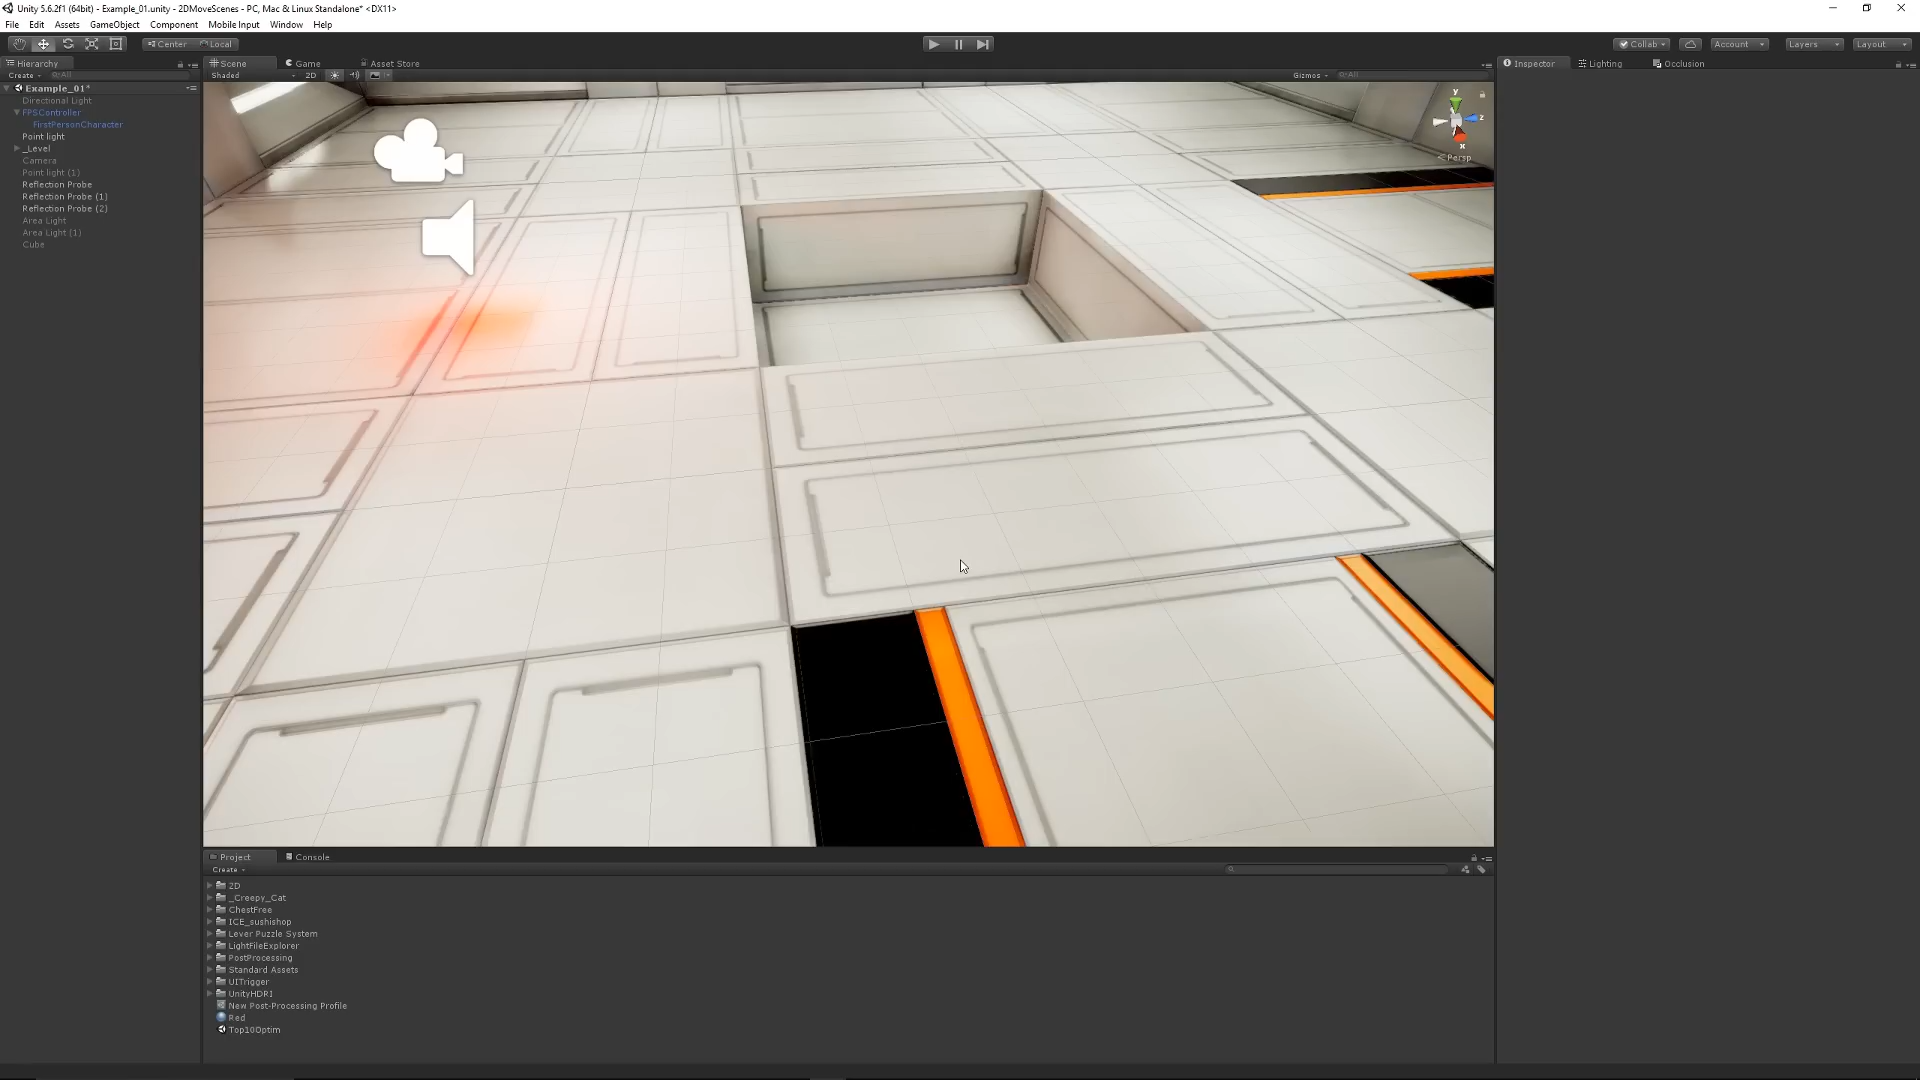 Unity 5.6.2f1 (64bit) - Example_01.unity - 2DMoveScenes - PC, Mac & Linux Standalone* <DX11>
File Edit Assets GameObject Component Mobile Input Window Help
Center Local Collab Account Layers Layout
Hierarchy Scene Game Asset Store Inspector Lighting Occlusion
Create All Shaded 2D Gizmos All
Example_01*
Directional Light
FPSController
FirstPersonCharacter
Point light
_Level
Camera
Point light (1)
Reflection Probe
Reflection Probe (1)
Reflection Probe (2)
Area Light
Area Light (1)
Cube
y
z
x
Persp
Project Console
Create
2D
_Creepy_Cat
ChestFree
ICE_sushishop
Lever Puzzle System
LightFileExplorer
PostProcessing
Standard Assets
UITrigger
UnityHDRI
New Post-Processing Profile
Red
Top10Optim